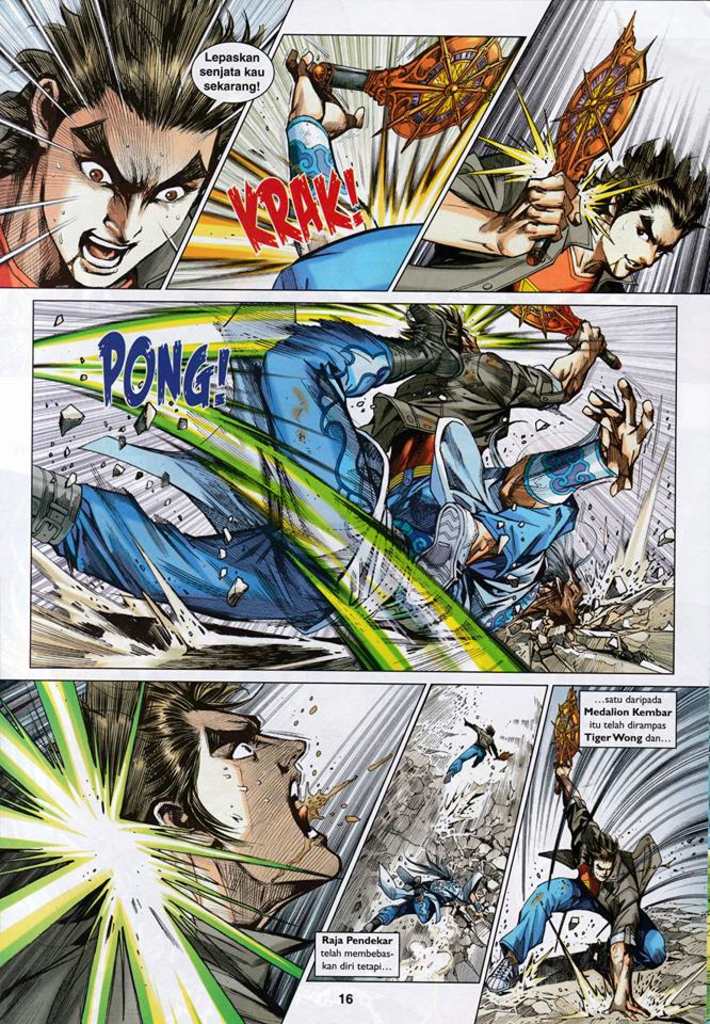 Lepaskan
senjata kau
sekarang!
KRAK!
PONG!
Raja Pendekar
telah membebas-
kan diri tetapi...
...satu daripada
Medalion Kembar
itu telah dirampas
Tiger Wong dan...
16